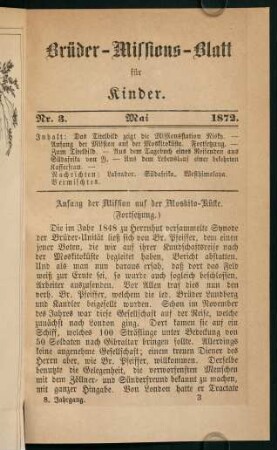 Brüder-Missions-Blatt
für
Kinder.
Nr. 3. Mai 1872.
Inhalt: Das Titelbild zeigt die Missionsstation Nisky. —
Anfang der Mission auf der Moskitoküste. Fortsetzung. —
Zum Titelbild. — Aus dem Tagebuch eines Reisenden aus
Südafrika von — Aus dem Lebenslauf einer bekehrten
Kafferfrau. —
Nachrichten: Labrador. Südafrika. Westhimalaya.
Vermischtes.
Anfang der Mission auf der Moskito-Küste.
(Fortsetzung.)
Die im Jahr 1848 zu Herrnhut versammelte Synode
der Brüder-Unität ließ sich von Br. Pfeiffer, dem einen
jener Boten, die wir auf ihrer Kundschaftsreise nach
der Moskitoküste begleitet haben, Bericht abstatten.
Und als man nun daraus ersah, daß dort das Feld
weiß zur Ernte sei, so wurde auch sogleich beschlossen,
Arbeiter auszusenden. Vor Allen traf dies nun den
verh. Br. Pfeiffer, welchem die led. Brüder Lundberg
und Kandler beigesellt wurden. Schon im November
des Jahrs war diese Gesellschaft auf der Reise, welche
zunächst nach London ging. Dort kamen sie auf ein
Schiff, welches 100 Sträflinge unter Bedeckung von
50 Soldaten nach Gibraltar bringen sollte. Allerdings
keine angenehme Gesellschaft; einem treuen Diener des
Herrn aber, wie Br. Pfeiffer, willkommen. Derselbe
benutzte die Gelegenheit, die verworfensten Menschen
mit dem Zöllner- und Sünderfreund bekannt zu machen,
mit ganzer Hingabe. Von London hatte er Tractate
8. Jahrgang. 3